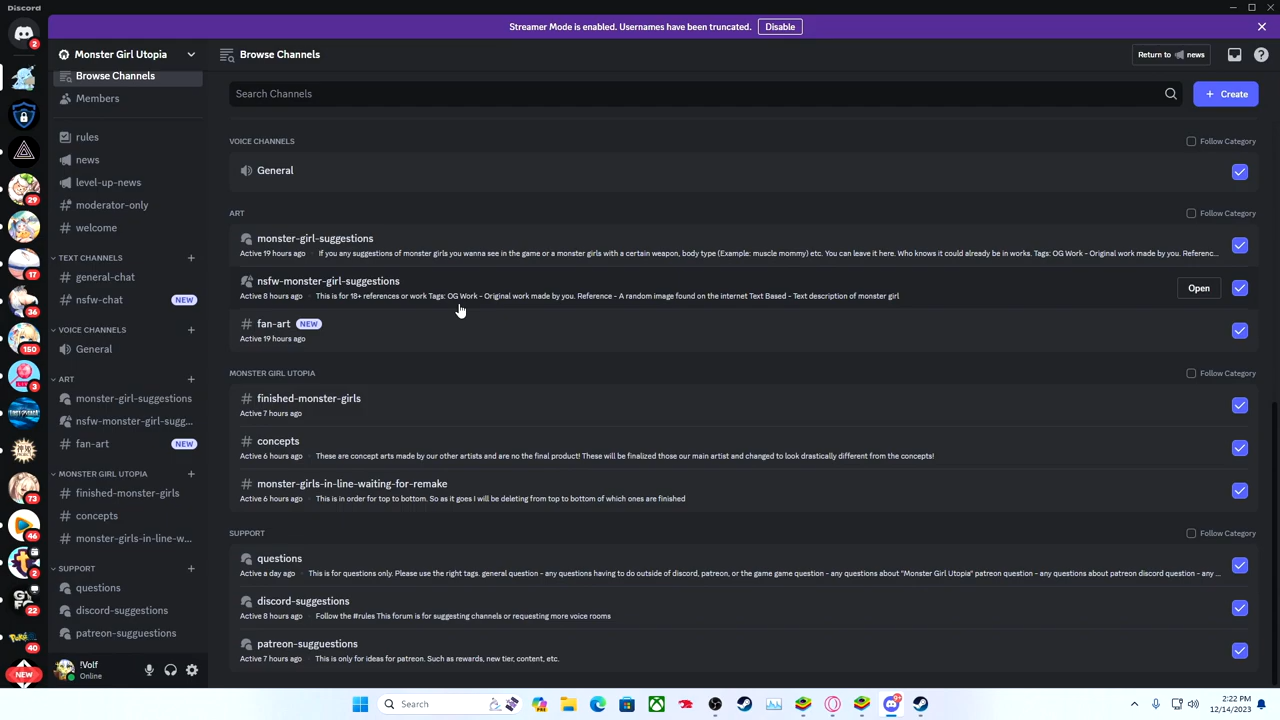 Discord
Streamer Mode is enabled. Usernames have been truncated.
Disable
Monster Girl Utopia
Browse Channels
Return to news
Browse Channels
Members
Search Channels
Create
rules
news
level-up-news
moderator-only
welcome
TEXT CHANNELS
general-chat
nsfw-chat NEW
VOICE CHANNELS
General
ART
monster-girl-suggestions
nsfw-monster-girl-sugg...
fan-art NEW
MONSTER GIRL UTOPIA
finished-monster-girls
concepts
monster-girls-in-line-w...
SUPPORT
questions
discord-suggestions
patreon-sugguestions
!Volf
Online
VOICE CHANNELS
Follow Category
General
ART
Follow Category
monster-girl-suggestions
Active 19 hours ago · If you any suggestions of monster girls you wanna see in the game or a monster girls with a certain weapon, body type (Example: muscle mommy) etc. You can leave it here. Who knows it could already be in works. Tags: OG Work - Original work made by you. Referenc...
nsfw-monster-girl-suggestions
Active 8 hours ago · This is for 18+ references or work Tags: OG Work - Original work made by you. Reference - A random image found on the internet Text Based - Text description of monster girl
Open
fan-art NEW
Active 19 hours ago
MONSTER GIRL UTOPIA
Follow Category
finished-monster-girls
Active 7 hours ago
concepts
Active 6 hours ago · These are concept arts made by our other artists and are no the final product! These will be finalized those our main artist and changed to look drastically different from the concepts!
monster-girls-in-line-waiting-for-remake
Active 6 hours ago · This is in order for top to bottom. So as it goes I will be deleting from top to bottom of which ones are finished
SUPPORT
Follow Category
questions
Active a day ago · This is for questions only. Please use the right tags. general question - any questions having to do outside of discord, patreon, or the game game question - any questions about "Monster Girl Utopia" patreon question - any questions about patreon discord question - any ...
discord-suggestions
Active 8 hours ago · Follow the #rules This forum is for suggesting channels or requesting more voice rooms
patreon-sugguestions
Active 7 hours ago · This is only for ideas for patreon. Such as rewards, new tier, content, etc.
2
29
17
36
150
3
73
46
2
22
40
NEW
Search
2:22 PM
12/14/2023